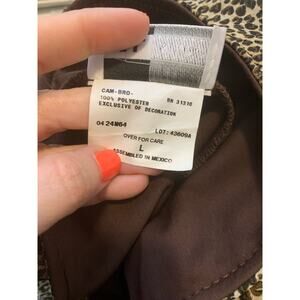 CAM-BRO-
RN 31310
100% POLYESTER
EXCLUSIVE OF DECORATION
04 24W64
LOT: 43609A
OVER FOR CARE
L
ASSEMBLED IN MEXICO